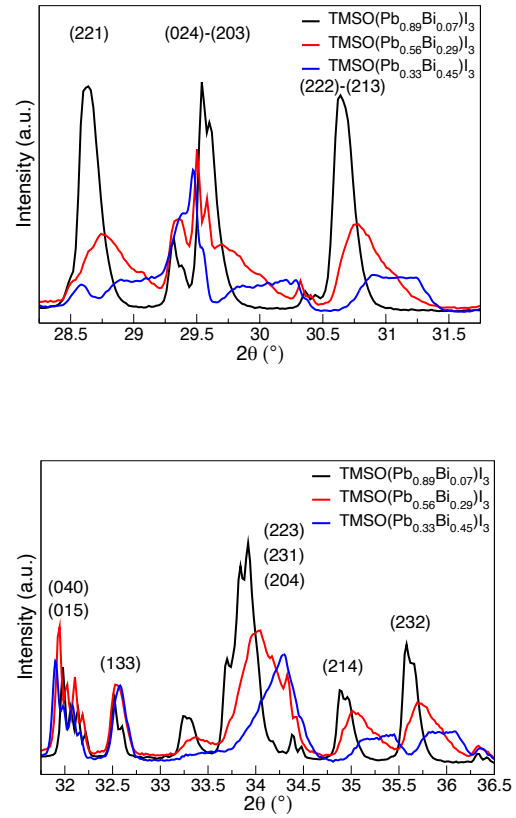 (221)
(024)-(203)
TMSO(Pb0.89Bi0.07)I3
TMSO(Pb0.56Bi0.29)I3
TMSO(Pb0.33Bi0.45)I3
(222)-(213)
Intensity (a.u.)
28.5 29 29.5 30 30.5 31 31.5
2θ (°)
TMSO(Pb0.89Bi0.07)I3
TMSO(Pb0.56Bi0.29)I3
TMSO(Pb0.33Bi0.45)I3
(223)
(231)
(204)
(040)
(015)
(133)
(232)
(214)
Intensity (a.u.)
32 32.5 33 33.5 34 34.5 35 35.5 36 36.5
2θ (°)